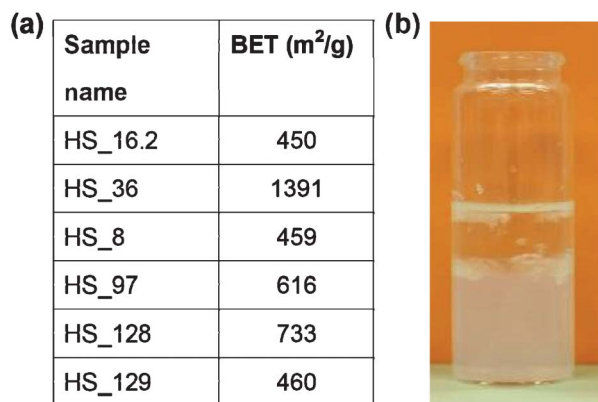 (a)
Sample name
BET (m²/g)
HS_16.2 450
HS_36 1391
HS_8 459
HS_97 616
HS_128 733
HS_129 460
(b)